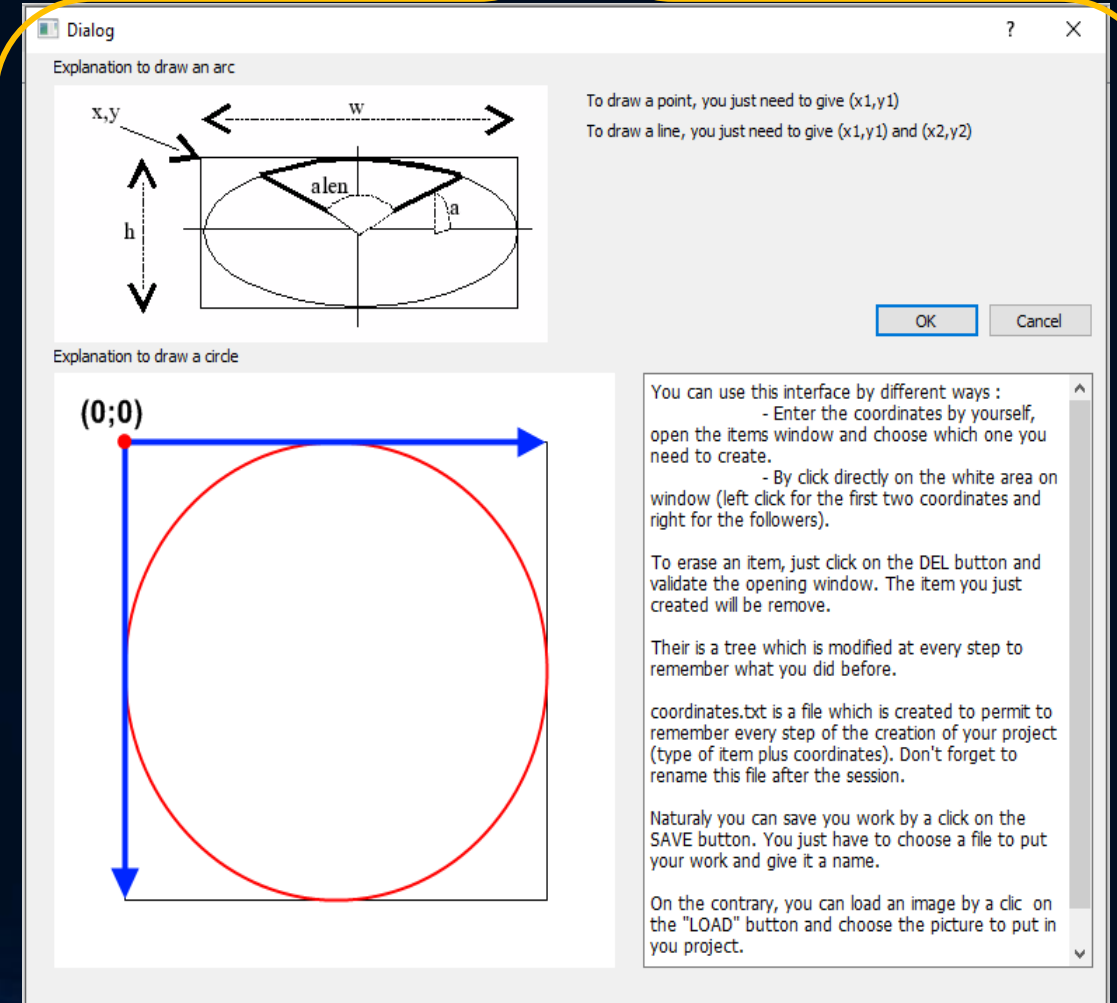 Dialog
?
Explanation to draw an arc
x,y
w
alen
a
h
To draw a point, you just need to give (x1,y1)
To draw a line, you just need to give (x1,y1) and (x2,y2)
OK
Cancel
Explanation to draw a circle
(0;0)
You can use this interface by different ways :
- Enter the coordinates by yourself,
open the items window and choose which one you
need to create.
- By click directly on the white area on
window (left click for the first two coordinates and
right for the followers).
To erase an item, just click on the DEL button and
validate the opening window. The item you just
created will be remove.
Their is a tree which is modified at every step to
remember what you did before.
coordinates.txt is a file which is created to permit to
remember every step of the creation of your project
(type of item plus coordinates). Don't forget to
rename this file after the session.
Naturaly you can save you work by a click on the
SAVE button. You just have to choose a file to put
your work and give it a name.
On the contrary, you can load an image by a clic on
the "LOAD" button and choose the picture to put in
you project.